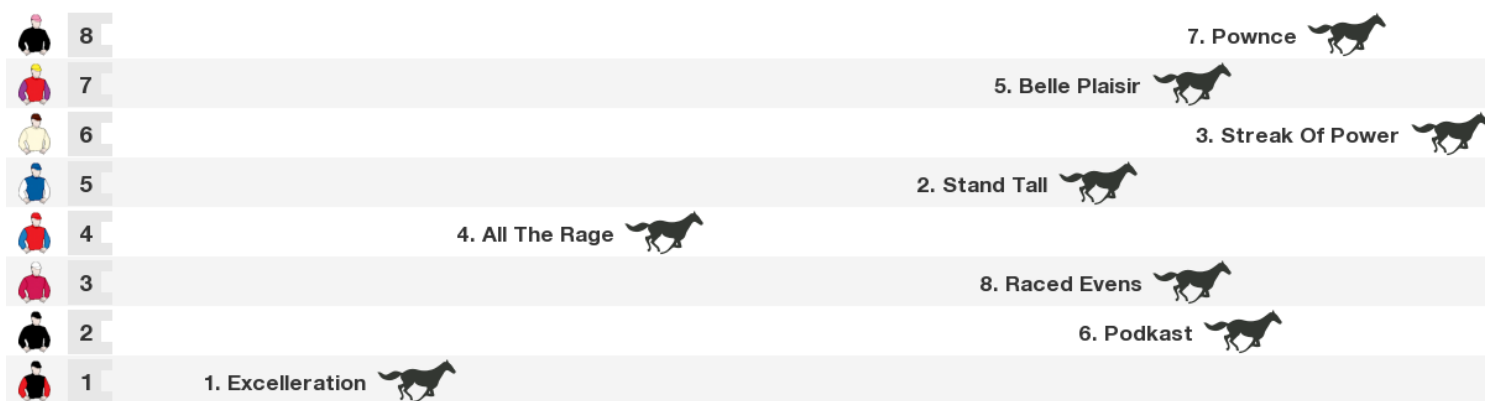 8 7. Pownce
7 5. Belle Plaisir
6 3. Streak Of Power
5 2. Stand Tall
4 4. All The Rage
3 8. Raced Evens
2 6. Podkast
1 1. Excelleration